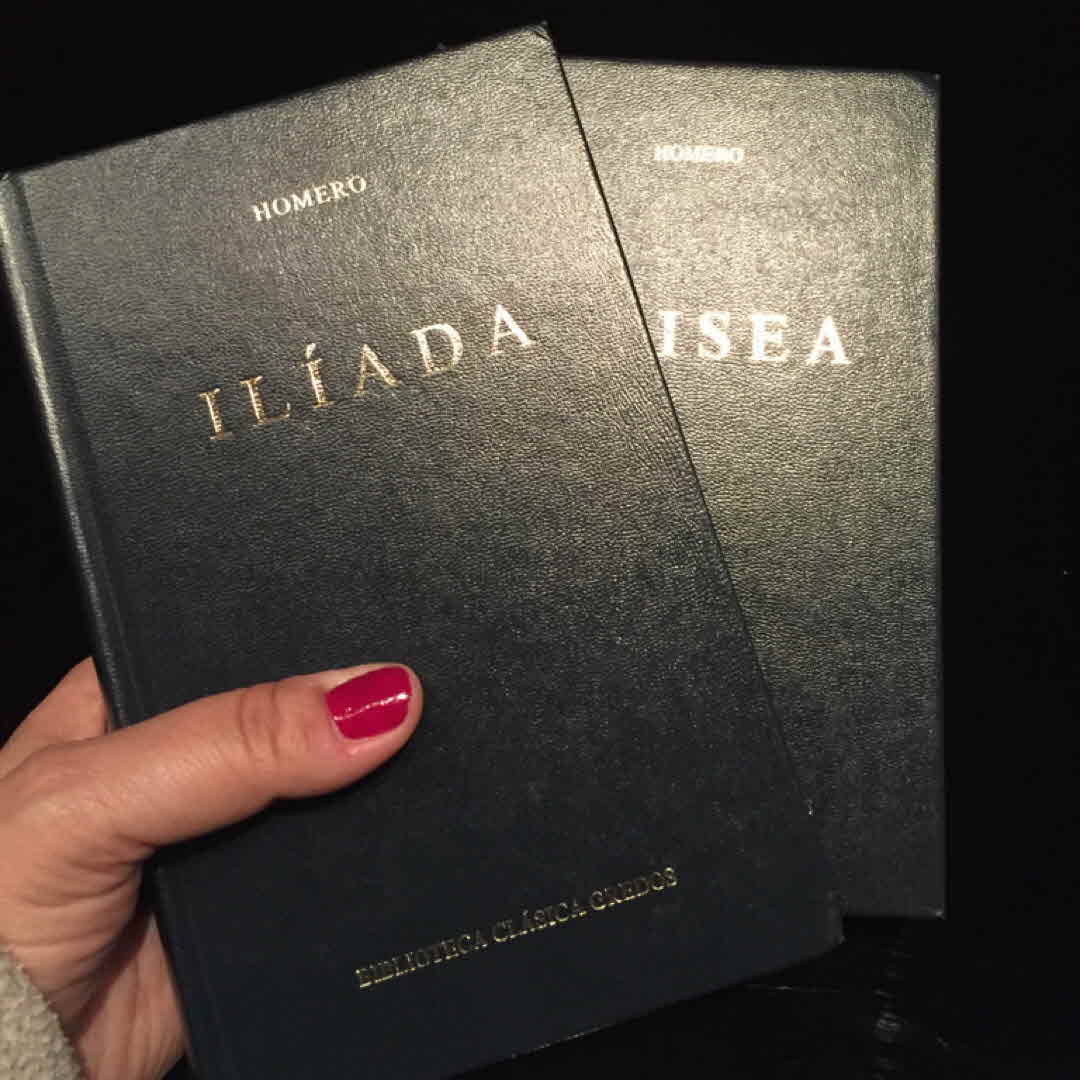 HOMERO
ILÍADA
BIBLIOTECA CLÁSICA GREDOS
HOMERO
ISEA